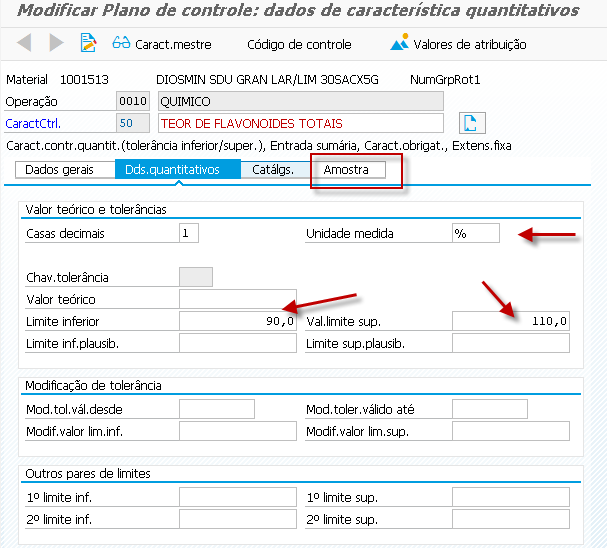 Modificar Plano de controle: dados de característica quantitativos
Caract.mestre Código de controle Valores de atribuição
Material 1001513 DIOSMIN SDU GRAN LAR/LIM 30SACX5G NumGrpRot1
Operação 0010 QUIMICO
CaractCtrl. 50 TEOR DE FLAVONOIDES TOTAIS
Caract.contr.quantit.(tolerância inferior/super.), Entrada sumária, Caract.obrigat., Extens.fixa
Dados gerais Dds.quantitativos Catálgs. Amostra
Valor teórico e tolerâncias
Casas decimais 1 Unidade medida %
Chav.tolerância
Valor teórico
Limite inferior 90,0 Val.limite sup. 110,0
Limite inf.plausib. Limite sup.plausib.
Modificação de tolerância
Mod.tol.vál.desde Mod.toler.válido até
Modif.valor lim.inf. Modif.valor lim.sup.
Outros pares de limites
1º limite inf. 1º limite sup.
2º limite inf. 2º limite sup.